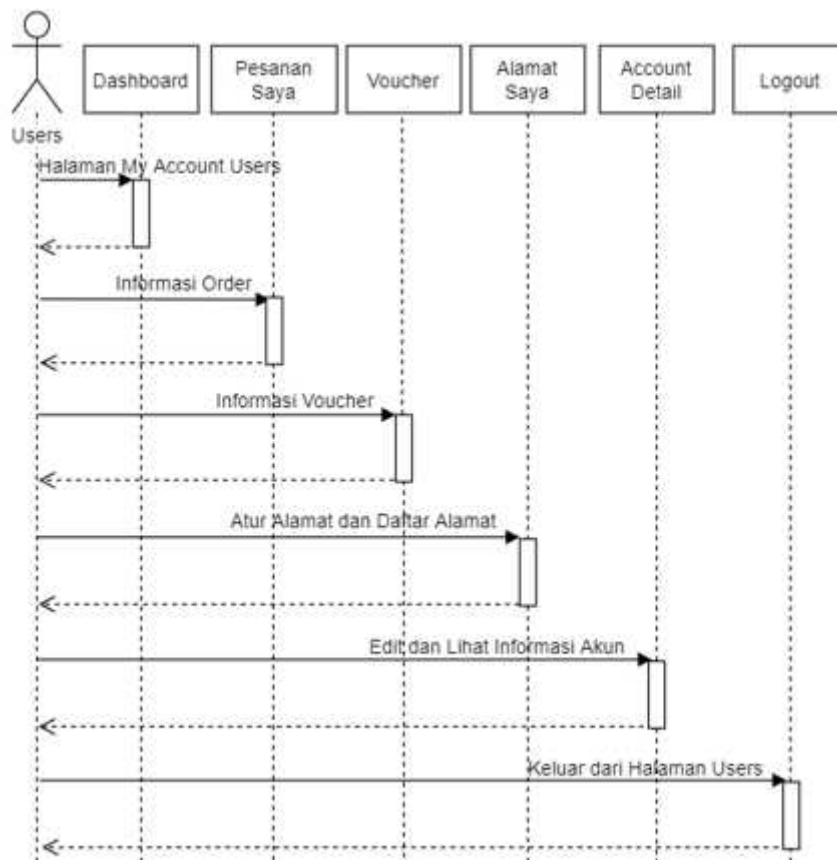 Users
Dashboard
Pesanan
Saya
Voucher
Alamat
Saya
Account
Detail
Logout
Halaman My Account Users
Informasi Order
Informasi Voucher
Atur Alamat dan Daftar Alamat
Edit dan Lihat Informasi Akun
Keluar dari Halaman Users